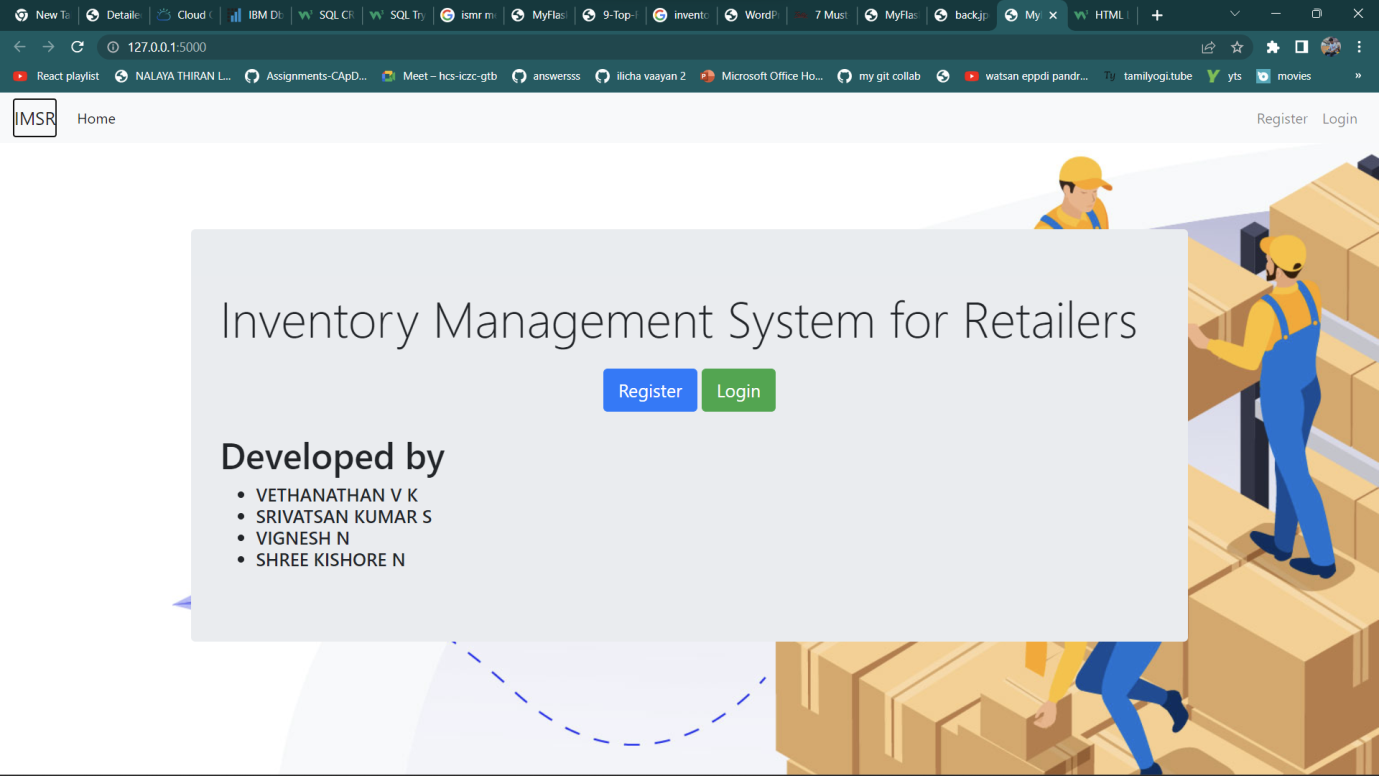 New Ta Detaile Cloud C IBM Db SQL CR SQL Try ismr me MyFlas 9-Top-R invento WordP 7 Must MyFlas back.jp My HTML
127.0.0.1:5000
React playlist NALAYA THIRAN L... Assignments-CApD... Meet – hcs-iczc-gtb answersss ilicha vaayan 2 Microsoft Office Ho... my git collab watsan eppdi pandr... Ty tamilyogi.tube yts movies »
IMSR Home Register Login
Inventory Management System for Retailers
Register Login
Developed by
• VETHANATHAN V K
• SRIVATSAN KUMAR S
• VIGNESH N
• SHREE KISHORE N